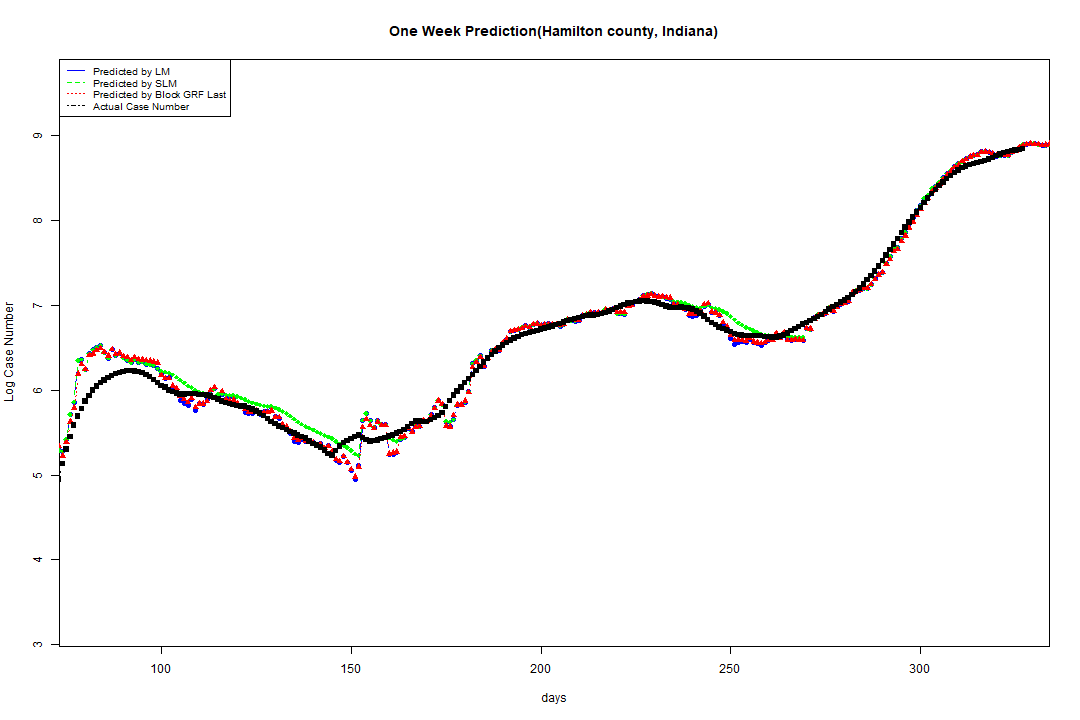 One Week Prediction(Hamilton county, Indiana)
Predicted by LM
Predicted by SLM
Predicted by Block GRF Last
Actual Case Number
9
8
7
6
5
4
3
Log Case Number
100 150 200 250 300
days